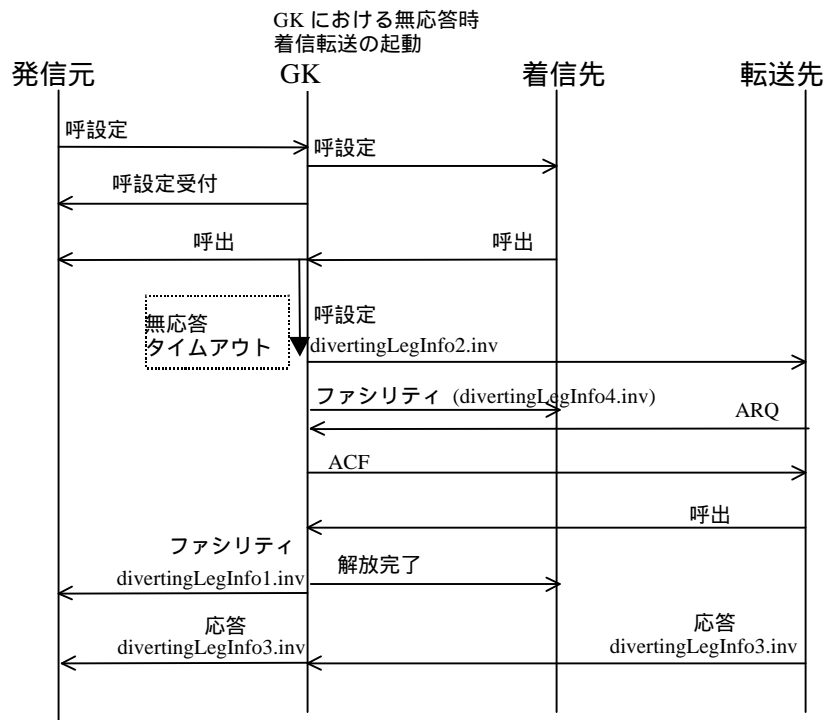 GK における無応答時
着信転送の起動
発信元
GK
着信先
転送先
呼設定
呼設定
呼設定受付
呼出
呼出
無応答
タイムアウト
呼設定
divertingLegInfo2.inv
ファシリティ (divertingLegInfo4.inv)
ARQ
ACF
呼出
ファシリティ
divertingLegInfo1.inv
解放完了
応答
divertingLegInfo3.inv
応答
divertingLegInfo3.inv